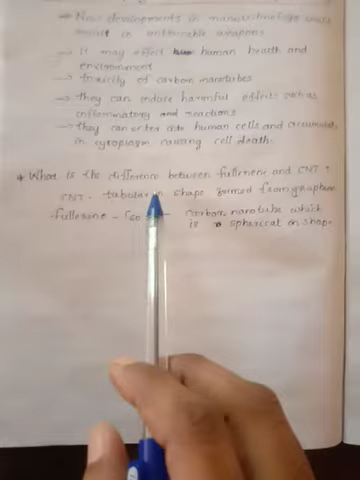 → New developments in nanotechnology could
result in untraceable weapons
→ it may effect human health and
environment
→ toxicity of carbon nanotubes
→ they can induce harmful effects such as
inflammatory and reactions
→ they can enter into human cell and
in cytoplasm causing cell death.
* What is the difference between fullerene and CNT?
CNT - tubular in shape formed from graphene
fullerene - C60 - carbon nanotube which
is spherical in shape